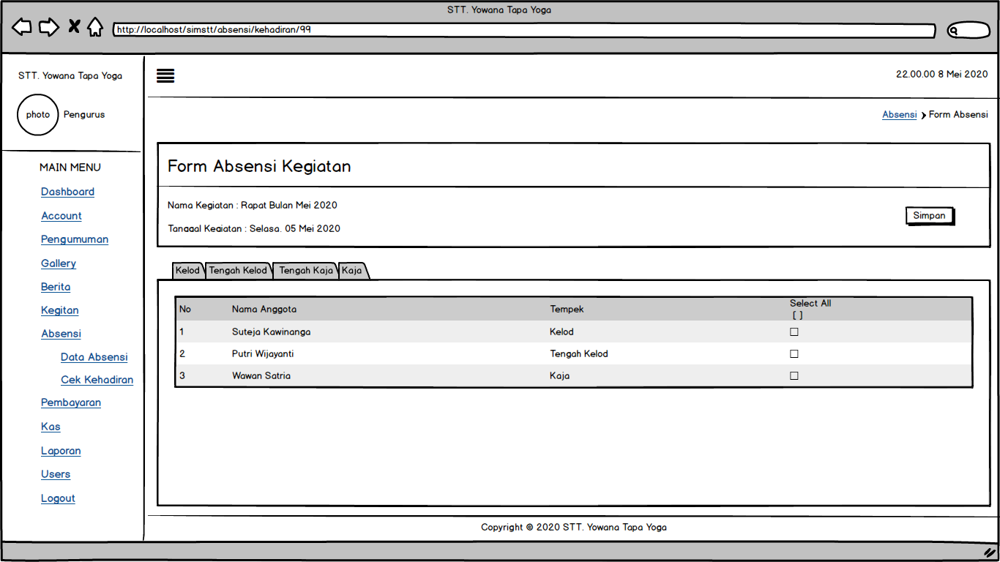 STT. Yowana Tapa Yoga
http://localhost/simstt/absensi/kehadiran/99
STT. Yowana Tapa Yoga
22.00.00 8 Mei 2020
photo Pengurus
Absensi Form Absensi
MAIN MENU
Dashboard
Account
Pengumuman
Gallery
Berita
Kegitan
Absensi
Data Absensi
Cek Kehadiran
Pembayaran
Kas
Laporan
Users
Logout
Form Absensi Kegiatan
Nama Kegiatan : Rapat Bulan Mei 2020
Simpan
Tanggal Kegiatan : Selasa. 05 Mei 2020
Kelod Tengah Kelod Tengah Kaja Kaja
No Nama Anggota Tempek Select All
[ ]
1 Suteja Kawinanga Kelod
2 Putri Wijayanti Tengah Kelod
3 Wawan Satria Kaja
Copyright © 2020 STT. Yowana Tapa Yoga